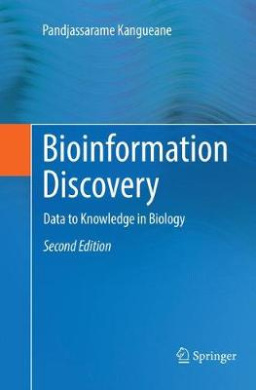 Pandjassarame Kangueane
Bioinformation
Discovery
Data to Knowledge in Biology
Second Edition
Springer